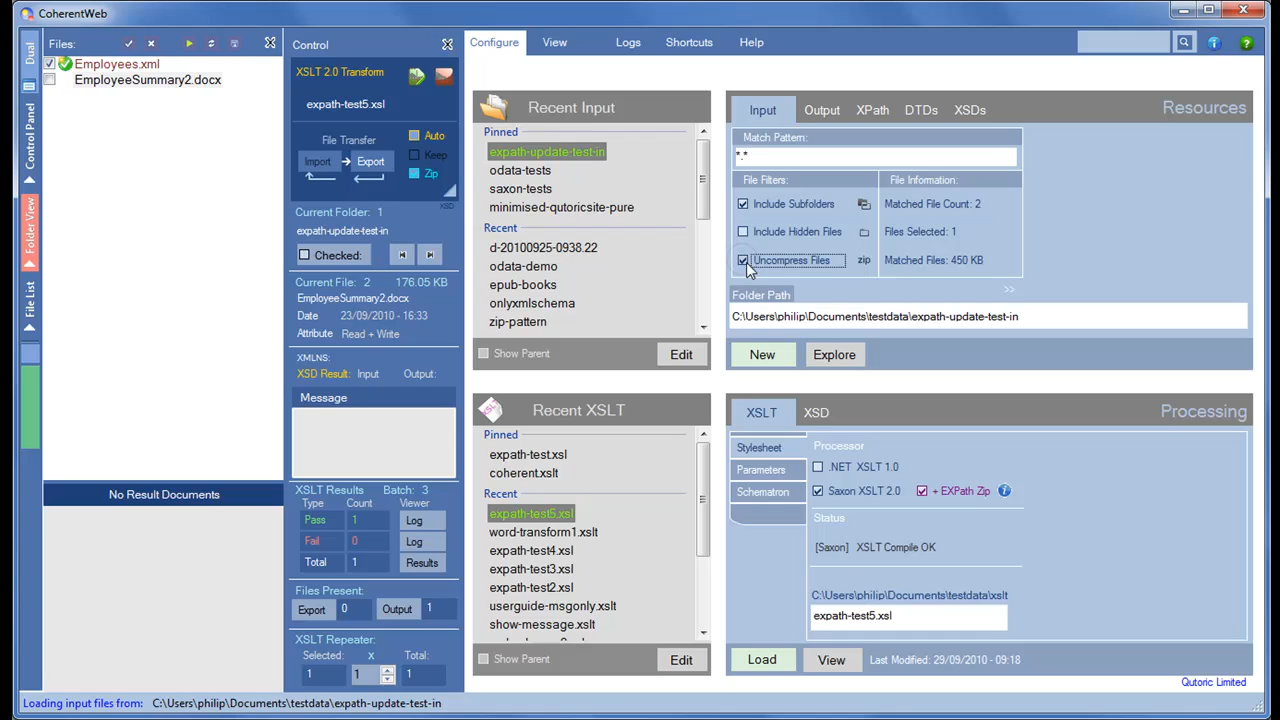 CoherentWeb
Dual
Control Panel
Folder View
File List
Files:
Employees.xml
EmployeeSummary2.docx
No Result Documents
Control
XSLT 2.0 Transform
expath-test5.xsl
File Transfer
Import
Export
Auto
Keep
Zip
XSD
Current Folder: 1
expath-update-test-in
Checked:
Current File: 2 176.05 KB
EmployeeSummary2.docx
Date 23/09/2010 - 16:33
Attribute Read + Write
XMLNS:
XSD Result: Input Output:
Message
XSLT Results Batch: 3
Type Count Viewer
Pass 1 Log
Fail 0 Log
Total 1 Results
Files Present:
Export 0 Output 1
XSLT Repeater:
Selected: x Total:
1 1 1
Configure View Logs Shortcuts Help
Recent Input
Pinned
expath-update-test-in
odata-tests
saxon-tests
minimised-qutoricsite-pure
Recent
d-20100925-0938.22
odata-demo
epub-books
onlyxmlschema
zip-pattern
Show Parent Edit
Input Output XPath DTDs XSDs Resources
Match Pattern:
*.*
File Filters: File Information:
Include Subfolders Matched File Count: 2
Include Hidden Files Files Selected: 1
Uncompress Files zip Matched Files: 450 KB
>>
Folder Path
C:\Users\philip\Documents\testdata\expath-update-test-in
New Explore
Recent XSLT
XSLT
Pinned
expath-test.xsl
coherent.xslt
Recent
expath-test5.xsl
word-transform1.xslt
expath-test4.xsl
expath-test3.xsl
expath-test2.xsl
userguide-msgonly.xslt
show-message.xslt
Show Parent Edit
XSLT XSD Processing
Stylesheet
Parameters
Schematron
Processor
.NET XSLT 1.0
Saxon XSLT 2.0 + EXPath Zip
Status
[Saxon] XSLT Compile OK
C:\Users\philip\Documents\testdata\xslt
expath-test5.xsl
Load View Last Modified: 29/09/2010 - 09:18
Qutoric Limited
Loading input files from: C:\Users\philip\Documents\testdata\expath-update-test-in